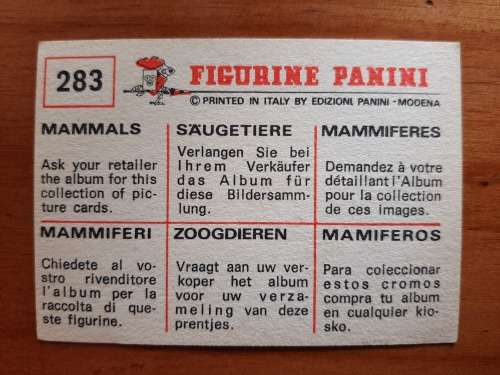 283
FIGURINE PANINI
© PRINTED IN ITALY BY EDIZIONI PANINI - MODENA
MAMMALS
Ask your retailer
the album for this
collection of pic-
ture cards.
SÄUGETIERE
Verlangen Sie bei
Ihrem Verkäufer
das Album für
diese Bildersamm-
lung.
MAMMIFERES
Demandez à votre
détaillant l'Album
pour la collection
de ces images.
MAMMIFERI
Chiedete al vo-
stro rivenditore
l'album per la
raccolta di que-
ste figurine.
ZOOGDIEREN
Vraagt aan uw ver-
koper het album
voor uw verza-
meling van deze
prentjes.
MAMIFEROS
Para coleccionar
estos cromos
compra tu album
en cualquier kio-
sko.